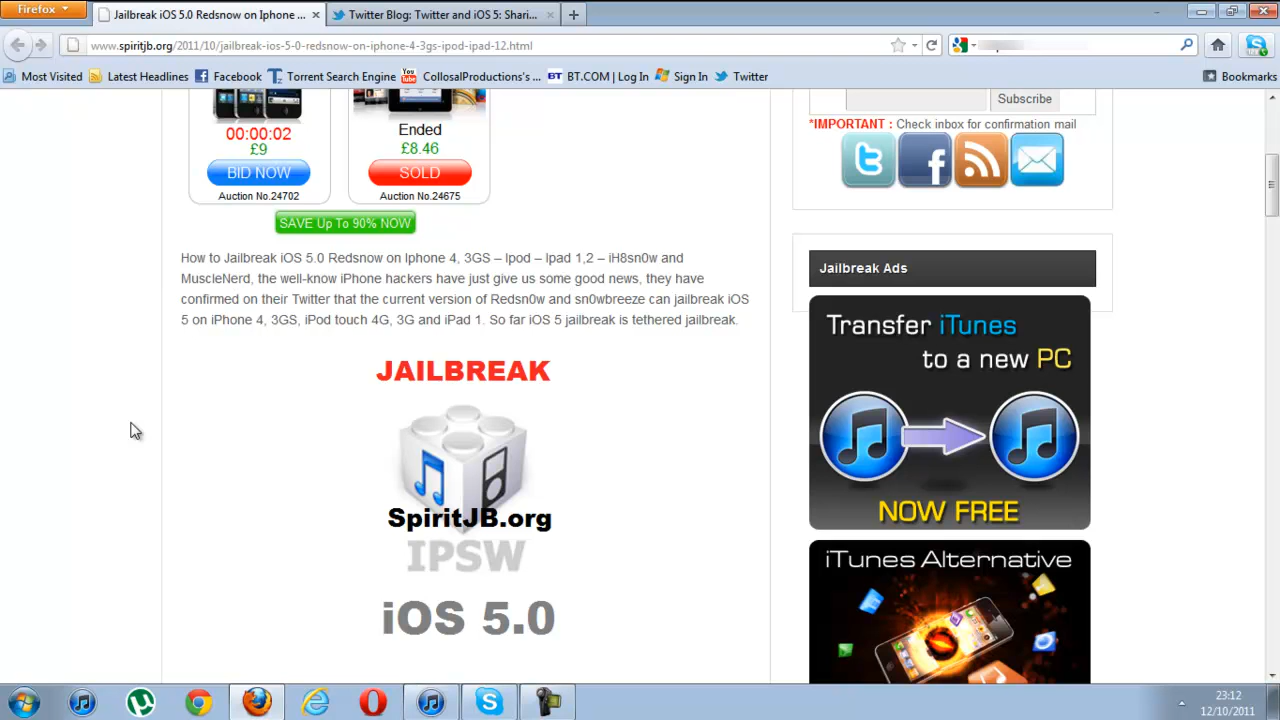 Firefox
Jailbreak iOS 5.0 Redsnow on Iphone ...
Twitter Blog: Twitter and iOS 5: Shari...
www.spiritjb.org/2011/10/jailbreak-ios-5-0-redsnow-on-iphone-4-3gs-ipod-ipad-12.html
Most Visited
Latest Headlines
Facebook
Torrent Search Engine
CollosalProductions's ...
BT.COM | Log In
Sign In
Twitter
Bookmarks
00:00:02
£9
BID NOW
Auction No.24702
Ended
£8.46
SOLD
Auction No.24675
SAVE Up To 90% NOW
How to Jailbreak iOS 5.0 Redsnow on Iphone 4, 3GS – Ipod – Ipad 1,2 – iH8sn0w and
MuscleNerd, the well-know iPhone hackers have just give us some good news, they have
confirmed on their Twitter that the current version of Redsn0w and sn0wbreeze can jailbreak iOS
5 on iPhone 4, 3GS, iPod touch 4G, 3G and iPad 1. So far iOS 5 jailbreak is tethered jailbreak.
JAILBREAK
SpiritJB.org
IPSW
iOS 5.0
Subscribe
*IMPORTANT : Check inbox for confirmation mail
Jailbreak Ads
Transfer iTunes
to a new PC
NOW FREE
iTunes Alternative
23:12
12/10/2011